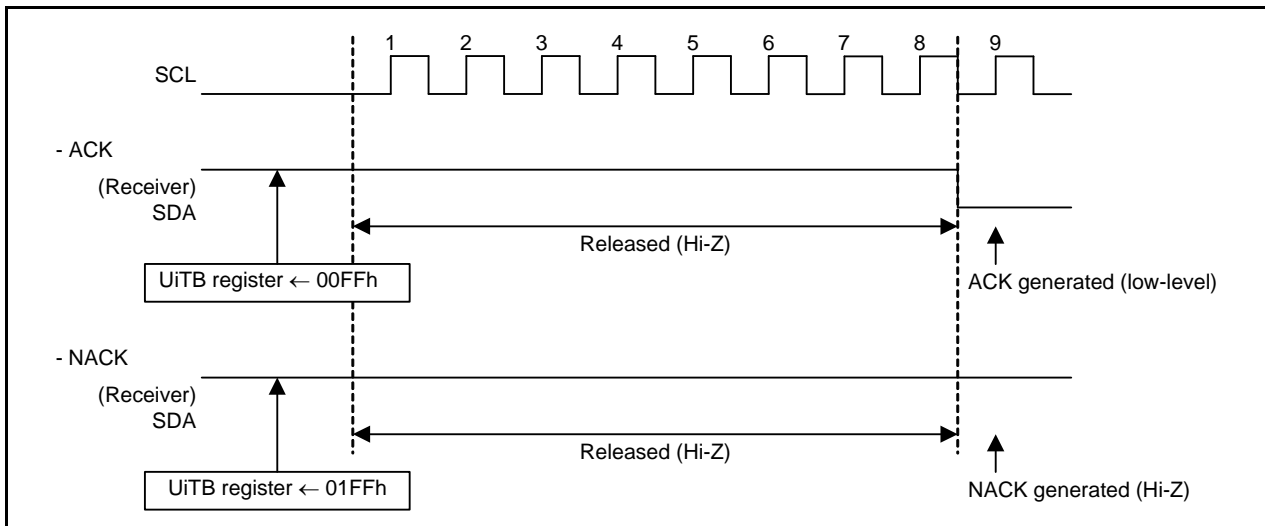 1 2 3 4 5 6 7 8 9
SCL
- ACK
(Receiver)
SDA
Released (Hi-Z)
UiTB register ← 00FFh
ACK generated (low-level)
- NACK
(Receiver)
SDA
Released (Hi-Z)
UiTB register ← 01FFh
NACK generated (Hi-Z)